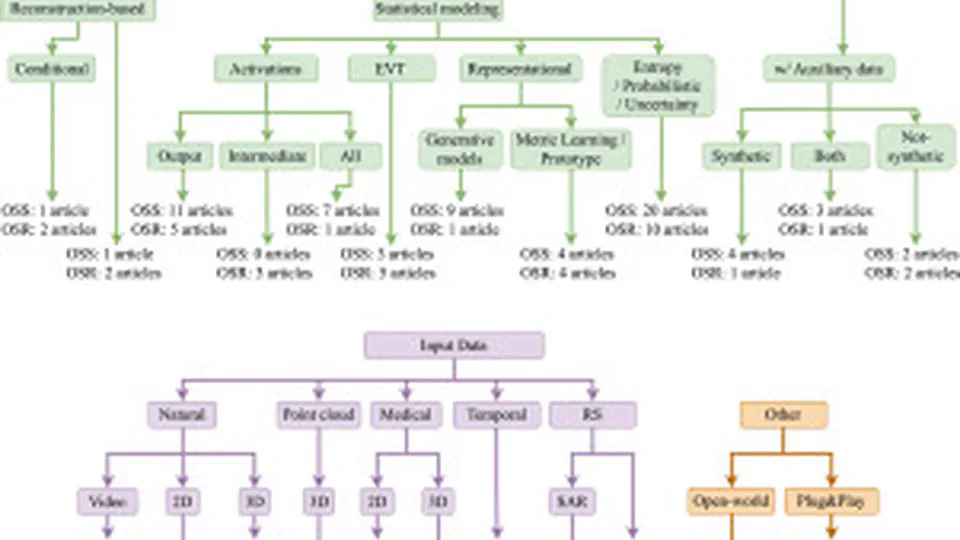 Reconstruction-based
Statistical modeling
Conditional
Activations
EVT
Representational
Entropy
/ Probabilistic
/ Uncertainty
w/ Auxiliary data
Output
Intermediate
All
Generative
models
Metric Learning /
Prototype
Synthetic
Both
Not-
synthetic
OSS: 1 article
OSR: 2 articles
OSS: 11 articles
OSR: 5 articles
OSS: 7 articles
OSR: 1 article
OSS: 9 articles
OSR: 1 article
OSS: 20 articles
OSR: 10 articles
OSS: 3 articles
OSR: 1 article
OSS: 1 article
OSR: 2 articles
OSS: 0 articles
OSR: 3 articles
OSS: 3 articles
OSR: 3 articles
OSS: 4 articles
OSR: 4 articles
OSS: 4 articles
OSR: 1 article
OSS: 2 articles
OSR: 2 articles
Input Data
Natural
Point cloud
Medical
Temporal
RS
Other
Video
2D
3D
3D
2D
3D
SAR
Open-world
Plug&Play